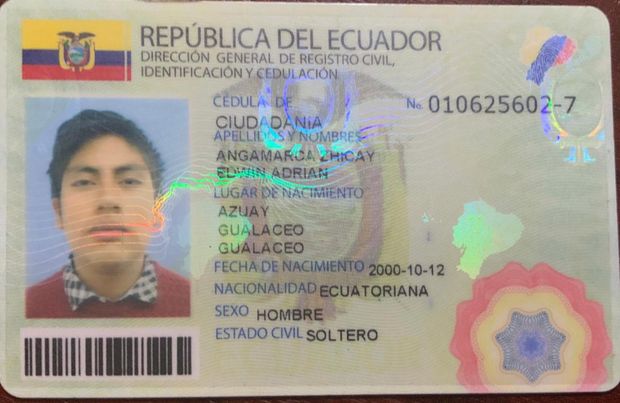 REPÚBLICA DEL ECUADOR
DIRECCIÓN GENERAL DE REGISTRO CIVIL,
IDENTIFICACIÓN Y CEDULACIÓN
CÉDULA DE No. 010625602-7
CIUDADANÍA
APELLIDOS Y NOMBRES
ANGAMARCA ZHICAY
EDWIN ADRIAN
LUGAR DE NACIMIENTO
AZUAY
GUALACEO
GUALACEO
FECHA DE NACIMIENTO 2000-10-12
NACIONALIDAD ECUATORIANA
SEXO HOMBRE
ESTADO CIVIL SOLTERO